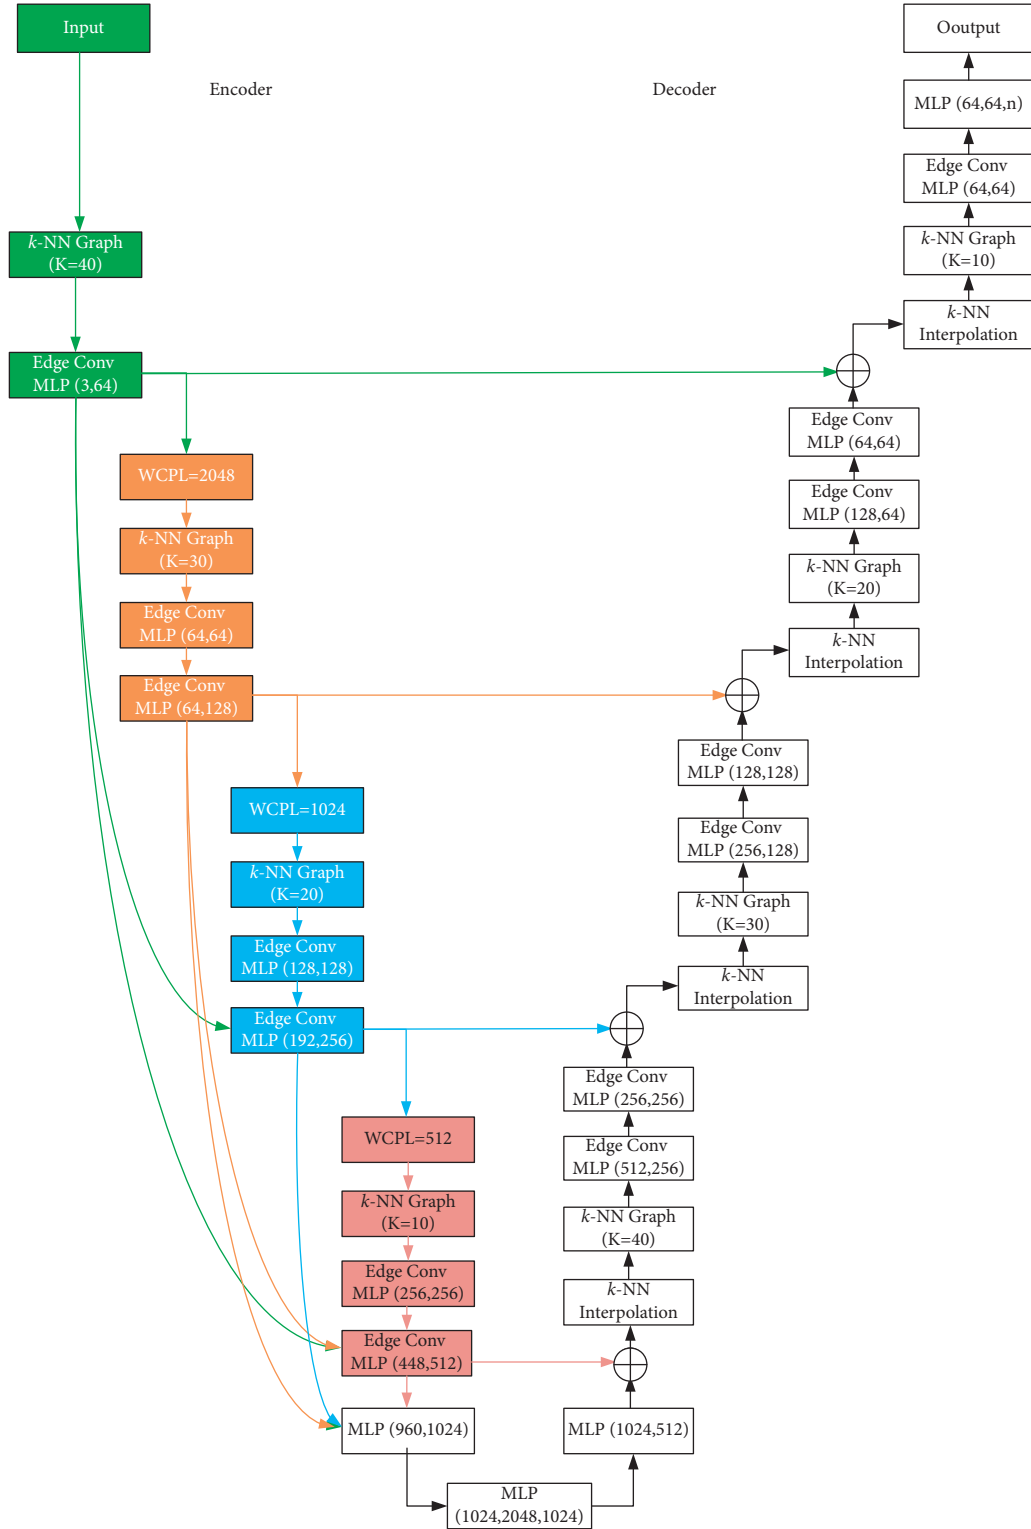 Input
Encoder
k-NN Graph
(K=40)
Edge Conv
MLP (3,64)
WCPL=2048
k-NN Graph
(K=30)
Edge Conv
MLP (64,64)
Edge Conv
MLP (64,128)
WCPL=1024
k-NN Graph
(K=20)
Edge Conv
MLP (128,128)
Edge Conv
MLP (192,256)
WCPL=512
k-NN Graph
(K=10)
Edge Conv
MLP (256,256)
Edge Conv
MLP (448,512)
MLP (960,1024)
MLP
(1024,2048,1024)
MLP (1024,512)
k-NN
Interpolation
k-NN Graph
(K=40)
Edge Conv
MLP (512,256)
Edge Conv
MLP (256,256)
k-NN
Interpolation
k-NN Graph
(K=30)
Edge Conv
MLP (256,128)
Edge Conv
MLP (128,128)
k-NN
Interpolation
k-NN Graph
(K=20)
Edge Conv
MLP (128,64)
Edge Conv
MLP (64,64)
k-NN
Interpolation
k-NN Graph
(K=10)
Edge Conv
MLP (64,64)
MLP (64,64,n)
Ooutput
Decoder